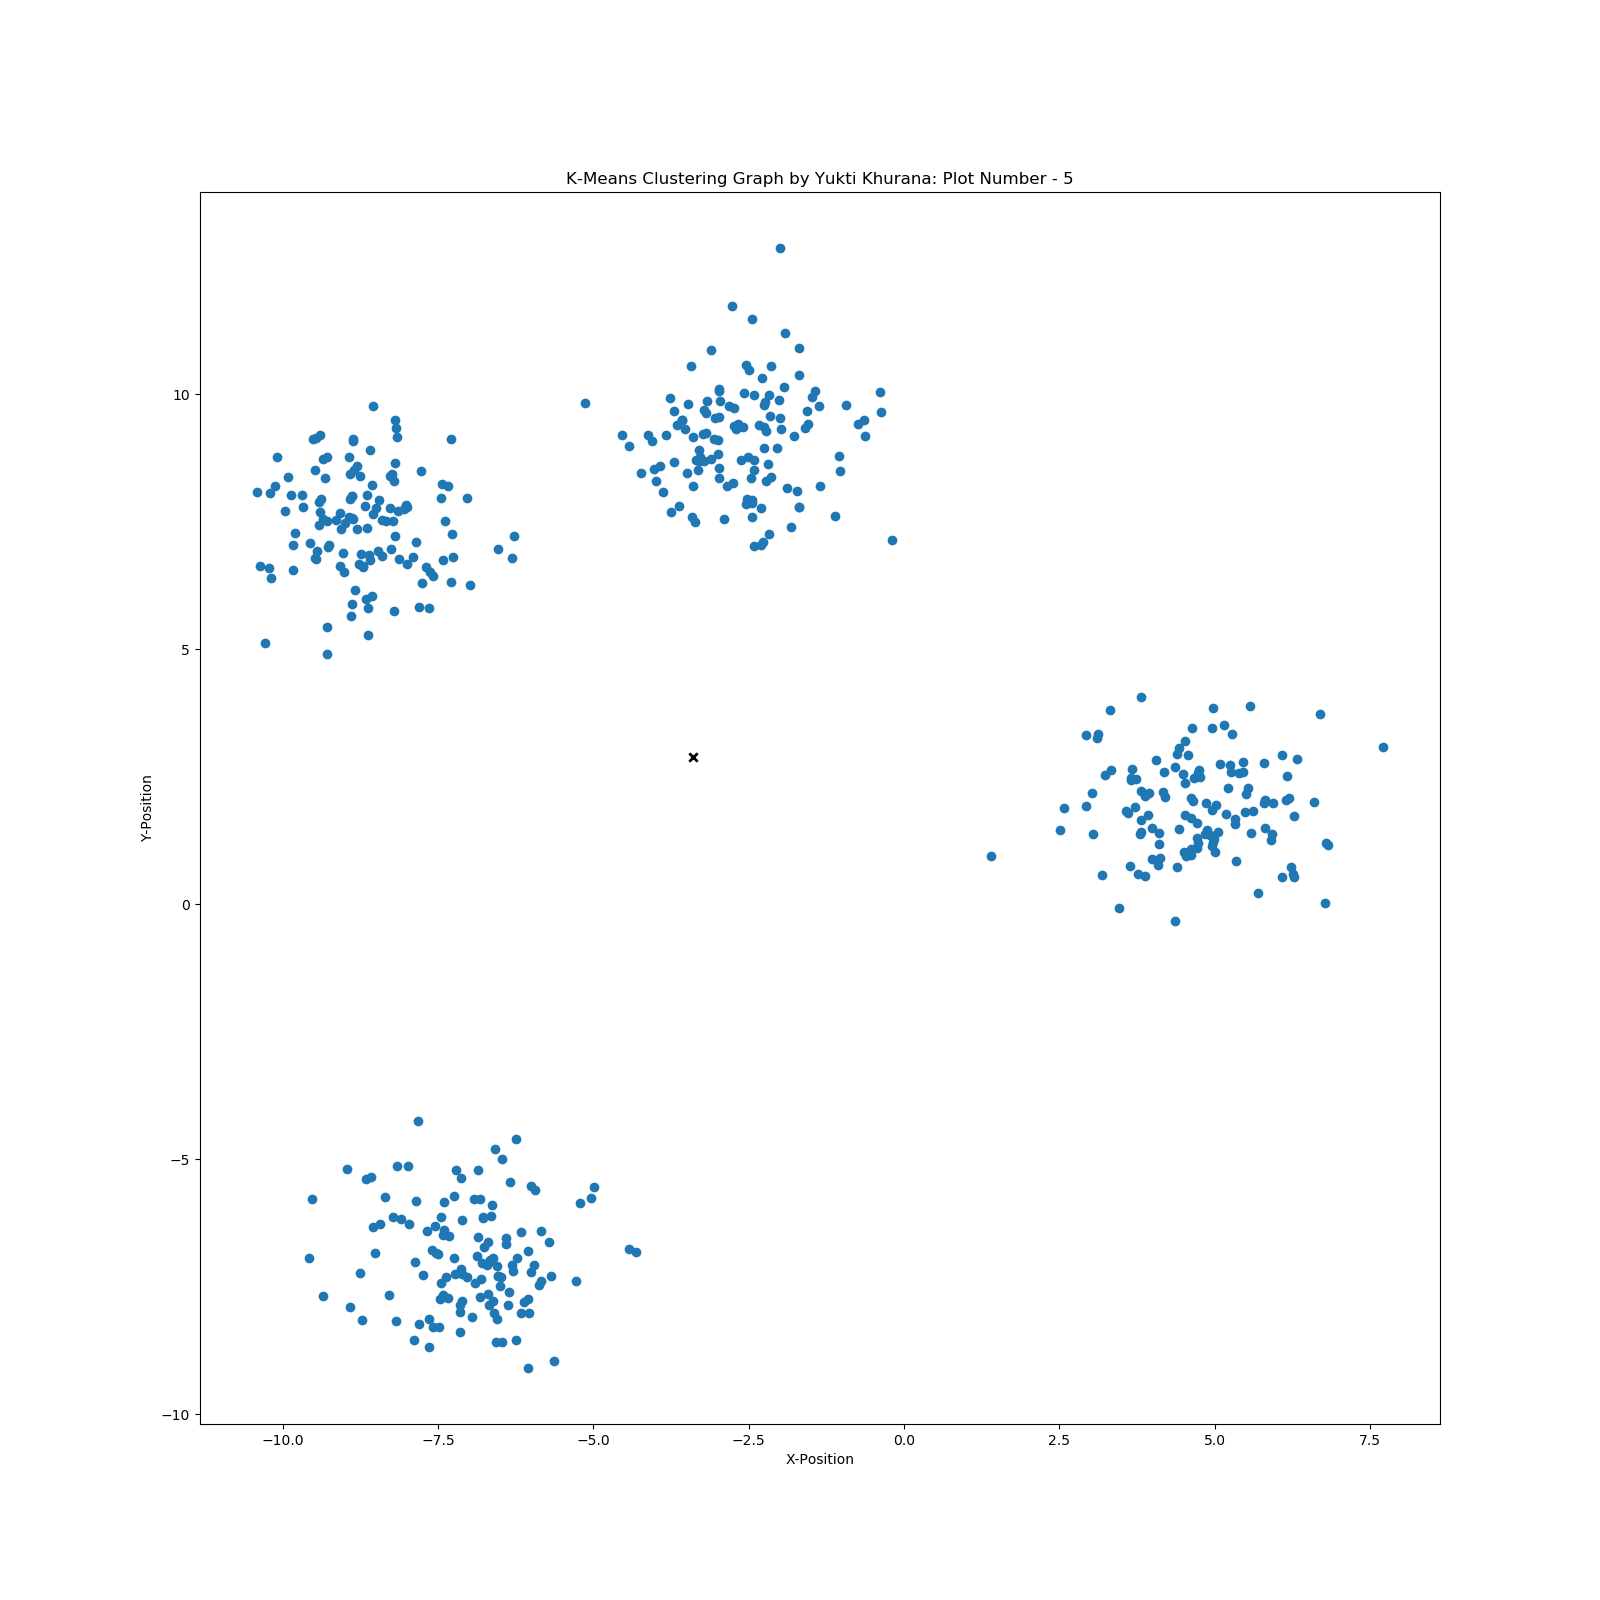 K-Means Clustering Graph by Yukti Khurana: Plot Number - 5
10
5
0
−5
−10
Y-Position
−10.0 −7.5 −5.0 −2.5 0.0 2.5 5.0 7.5
X-Position